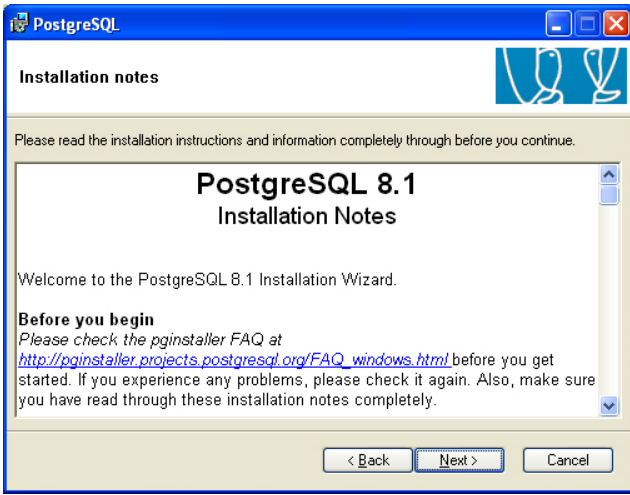 PostgreSQL
Installation notes
Please read the installation instructions and information completely through before you continue.
PostgreSQL 8.1
Installation Notes
Welcome to the PostgreSQL 8.1 Installation Wizard.
Before you begin
Please check the pginstaller FAQ at
http://pginstaller.projects.postgresql.org/FAQ_windows.html before you get
started. If you experience any problems, please check it again. Also, make sure
you have read through these installation notes completely.
< Back
Next >
Cancel